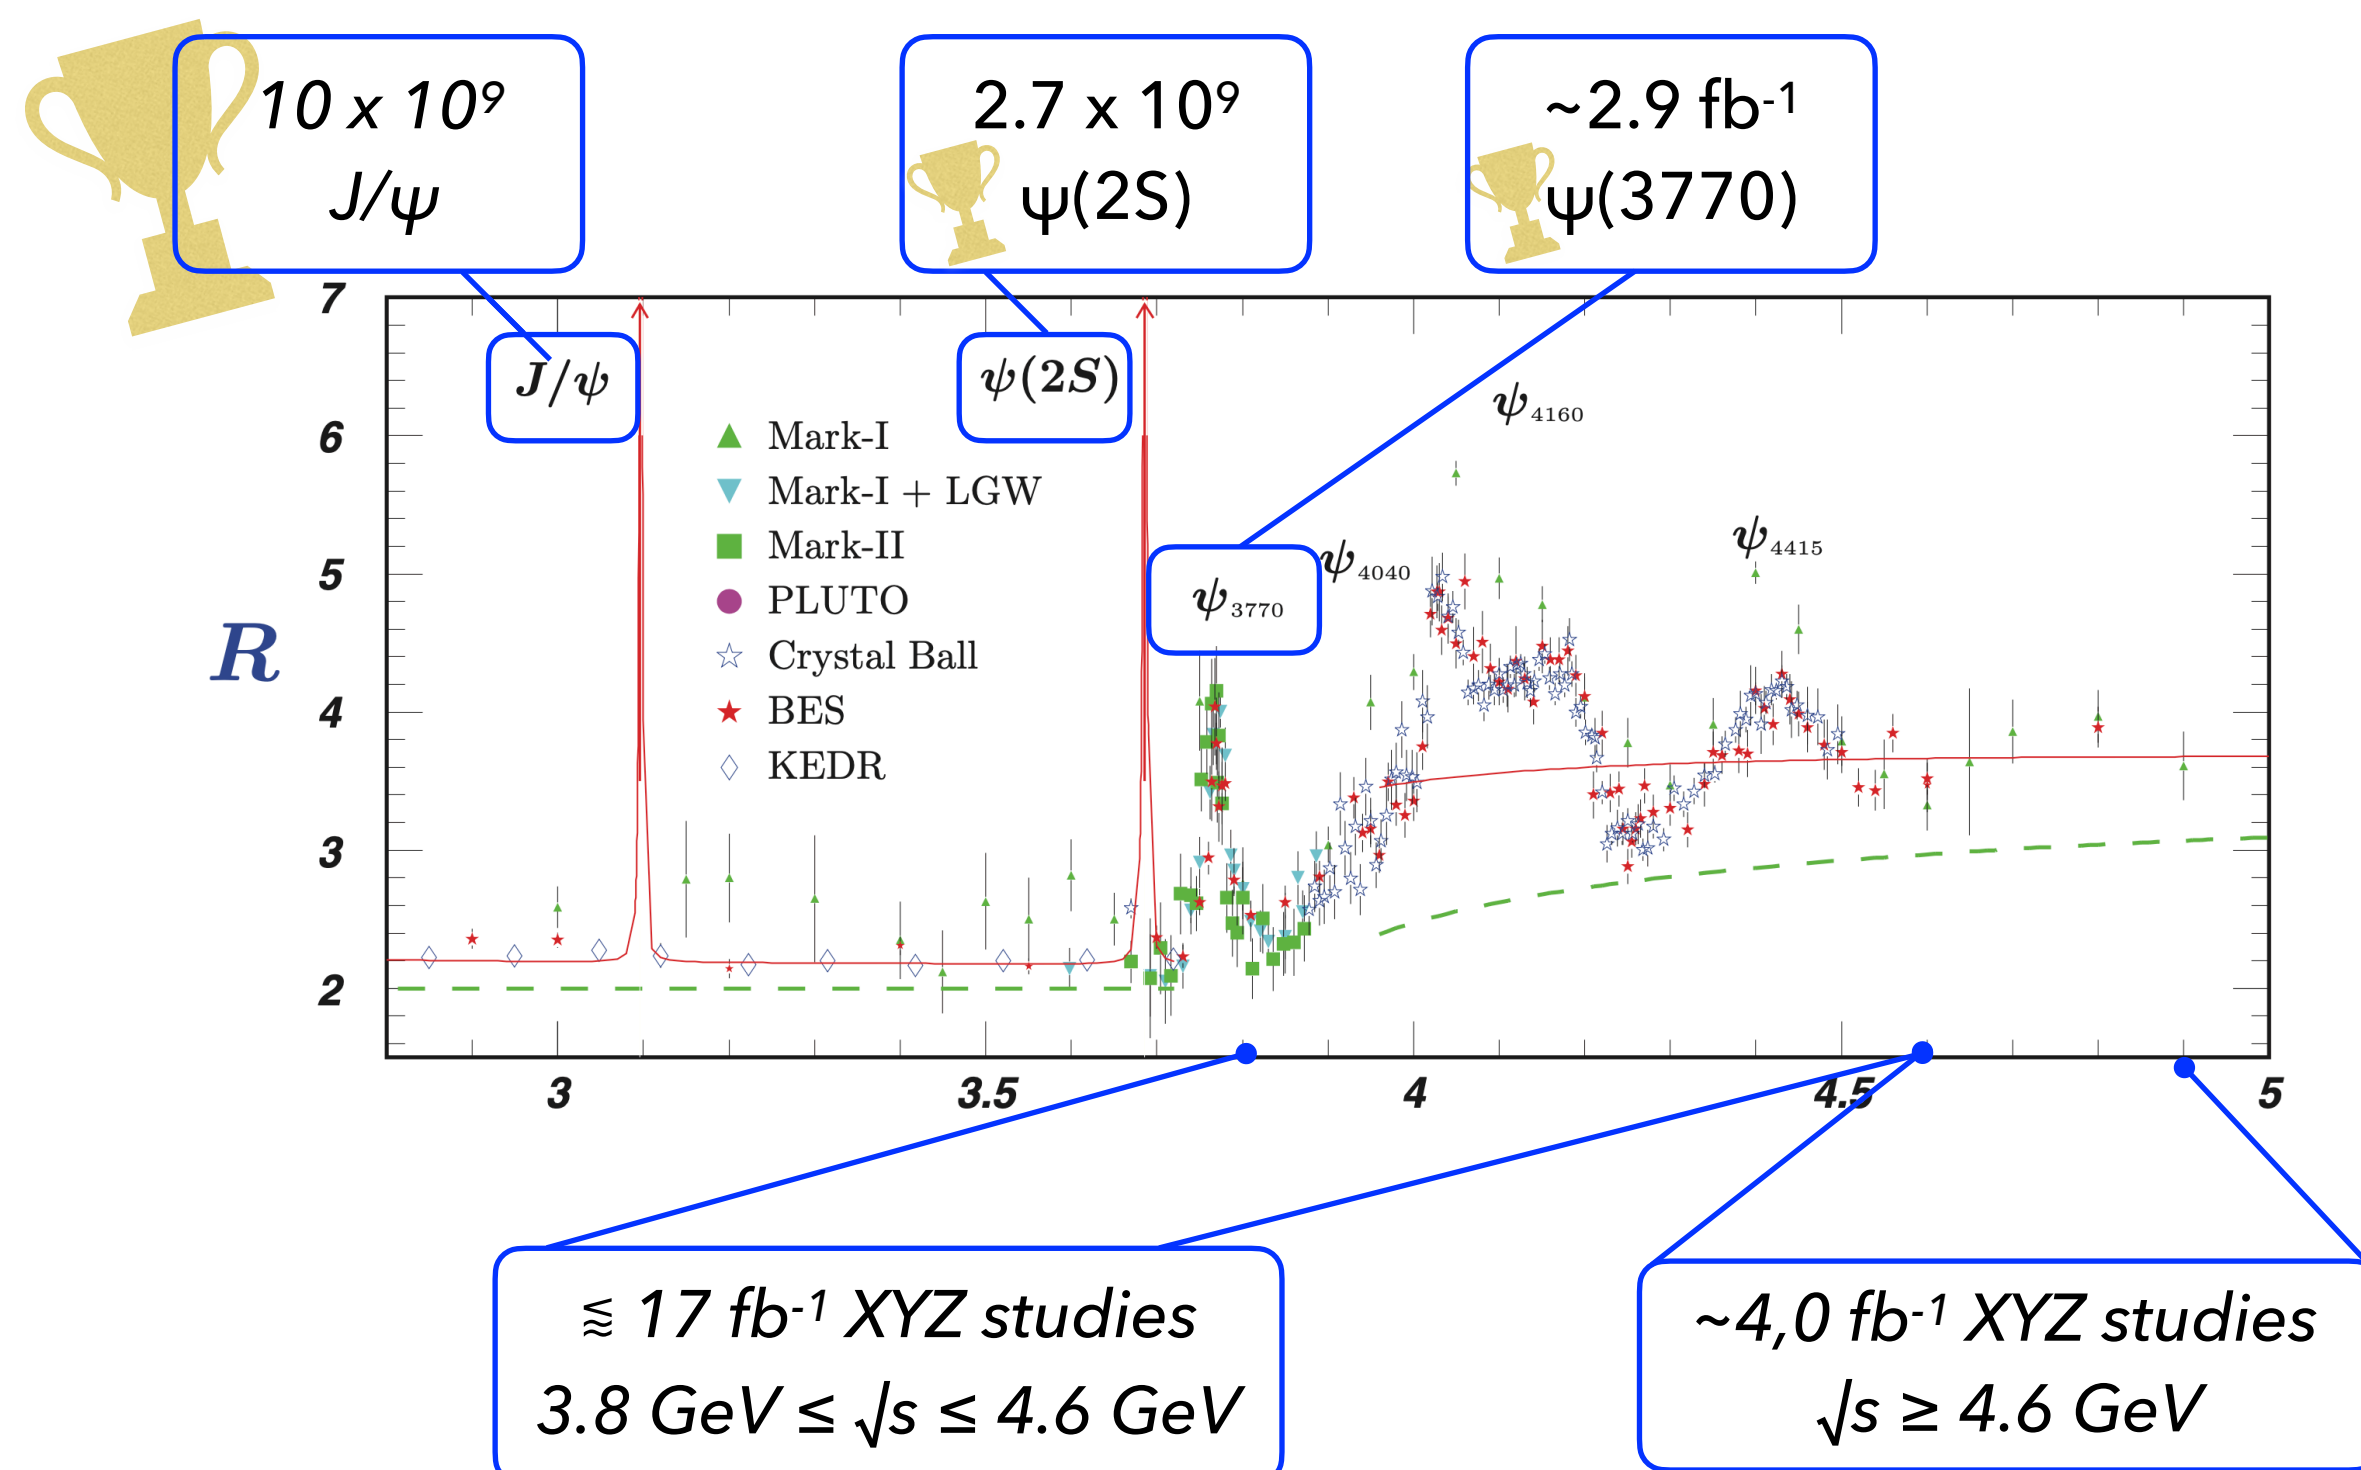 10 x 10⁹
J/ψ
2.7 x 10⁹
ψ(2S)
~2.9 fb⁻¹
ψ(3770)
7
6
5
4
3
2
R
J/ψ
ψ(2S)
ψ₃₇₇₀
ψ₄₀₄₀
ψ₄₁₆₀
ψ₄₄₁₅
Mark-I
Mark-I + LGW
Mark-II
PLUTO
Crystal Ball
BES
KEDR
3
3.5
4
4.5
5
⪅ 17 fb⁻¹ XYZ studies
3.8 GeV ≤ √s ≤ 4.6 GeV
~4,0 fb⁻¹ XYZ studies
√s ≥ 4.6 GeV